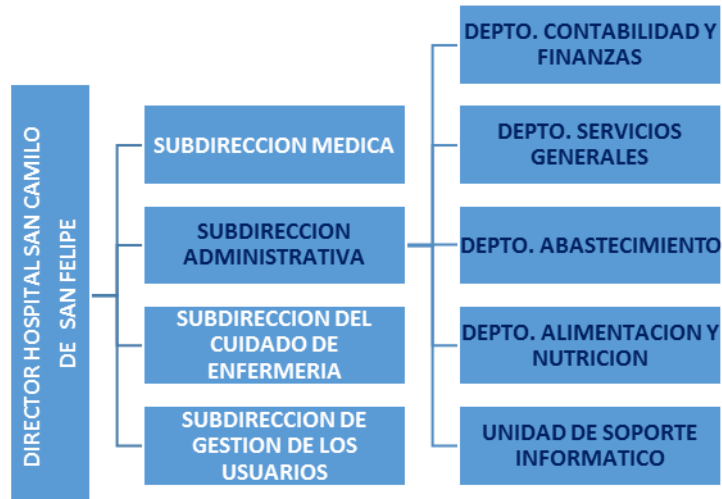 DIRECTOR HOSPITAL SAN CAMILO
DE SAN FELIPE
SUBDIRECCION MEDICA
SUBDIRECCION
ADMINISTRATIVA
SUBDIRECCION DEL
CUIDADO DE
ENFERMERIA
SUBDIRECCION DE
GESTION DE LOS
USUARIOS
DEPTO. CONTABILIDAD Y
FINANZAS
DEPTO. SERVICIOS
GENERALES
DEPTO. ABASTECIMIENTO
DEPTO. ALIMENTACION Y
NUTRICION
UNIDAD DE SOPORTE
INFORMATICO